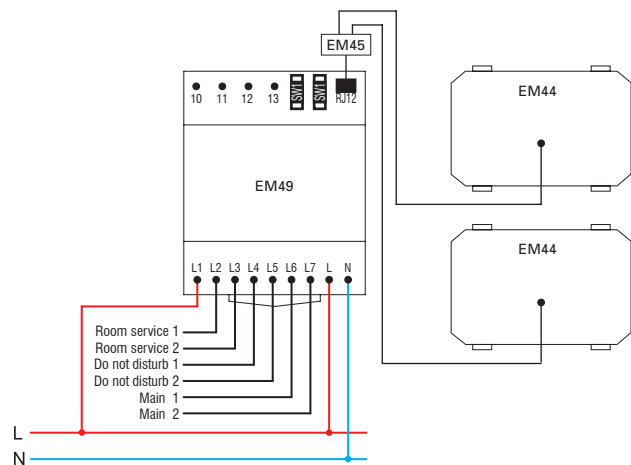 EM45
10 11 12 13 SW1 SW1 RJ12
EM44
EM49
EM44
L1 L2 L3 L4 L5 L6 L7 L N
Room service 1
Room service 2
Do not disturb 1
Do not disturb 2
Main 1
Main 2
L
N